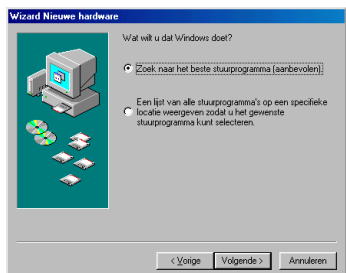 Wizard Nieuwe hardware
Wat wilt u dat Windows doet?
Zoek naar het beste stuurprogramma (aanbevolen).
Een lijst van alle stuurprogramma's op een specifieke
locatie weergeven zodat u het gewenste
stuurprogramma kunt selecteren.
< Vorige
Volgende >
Annuleren